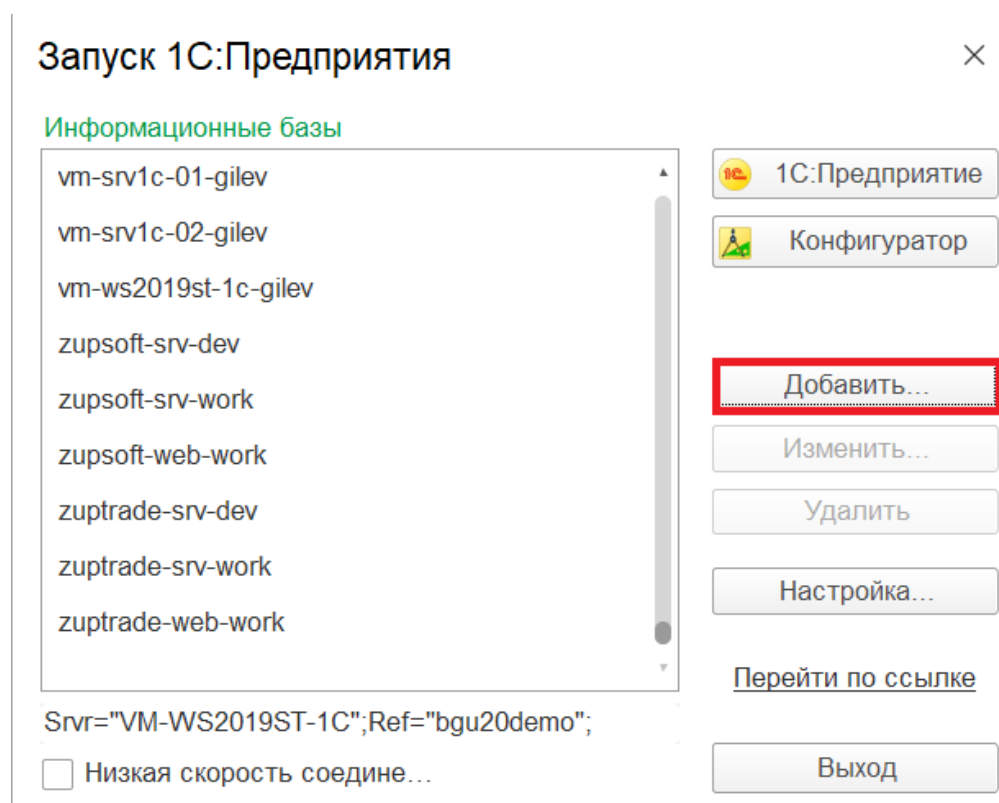 Запуск 1С:Предприятия
Информационные базы
vm-srv1c-01-gilev
vm-srv1c-02-gilev
vm-ws2019st-1c-gilev
zupsoft-srv-dev
zupsoft-srv-work
zupsoft-web-work
zuptrade-srv-dev
zuptrade-srv-work
zuptrade-web-work
Srvr="VM-WS2019ST-1C";Ref="bgu20demo";
Низкая скорость соедине...
1С:Предприятие
Конфигуратор
Добавить...
Изменить...
Удалить
Настройка...
Перейти по ссылке
Выход